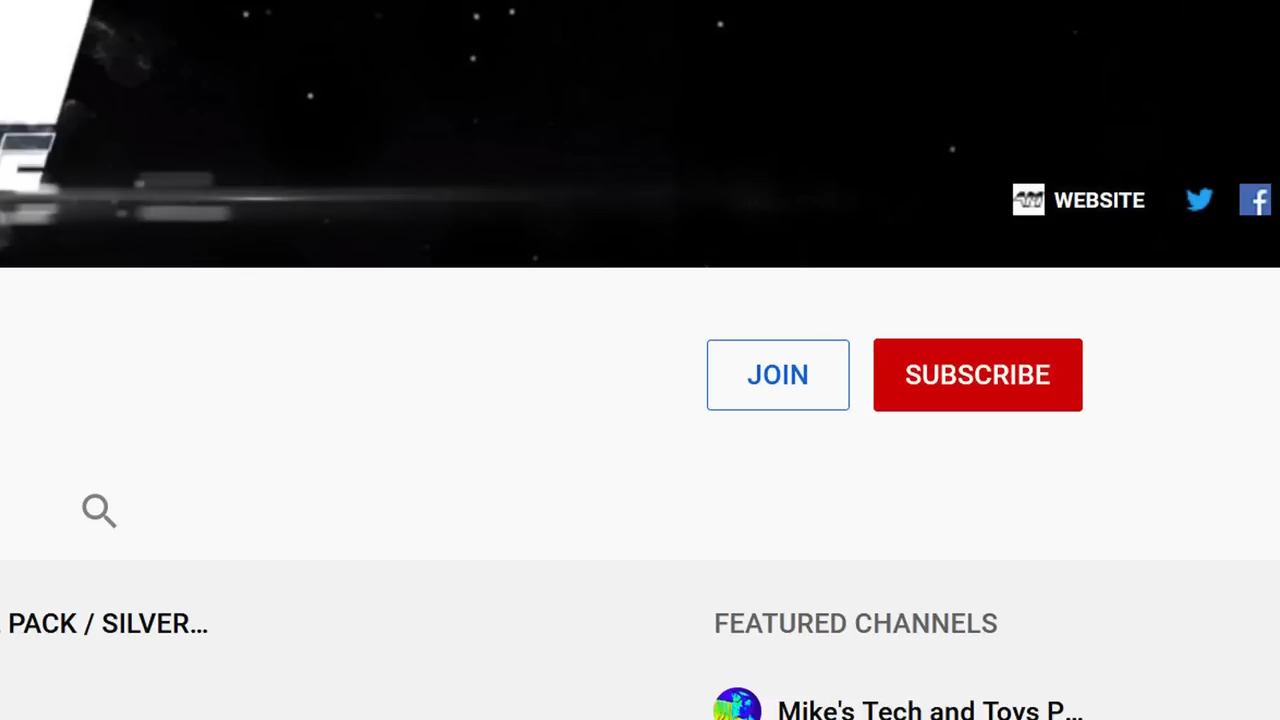 WEBSITE
JOIN
SUBSCRIBE
PACK / SILVER...
FEATURED CHANNELS
Mike's Tech and Toys P...